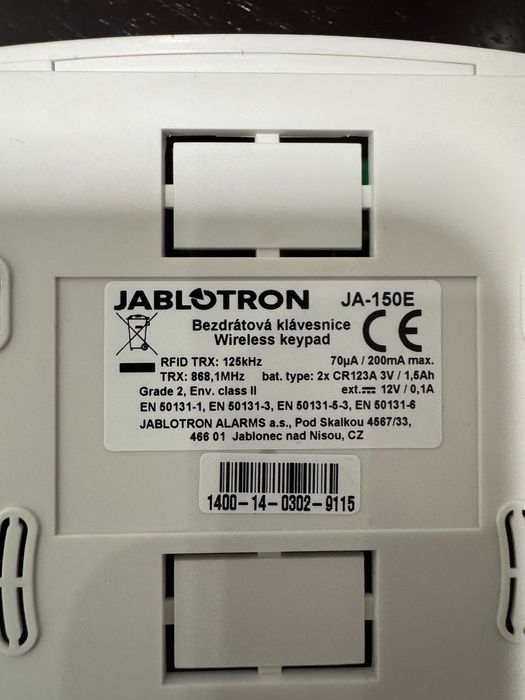 JABLOTRON JA-150E
Bezdrátová klávesnice
Wireless keypad
CE
RFID TRX: 125kHz 70µA / 200mA max.
TRX: 868,1MHz bat. type: 2x CR123A 3V / 1,5Ah
Grade 2, Env. class II ext. 12V / 0,1A
EN 50131-1, EN 50131-3, EN 50131-5-3, EN 50131-6
JABLOTRON ALARMS a.s., Pod Skalkou 4567/33,
466 01 Jablonec nad Nisou, CZ
1400-14-0302-9115